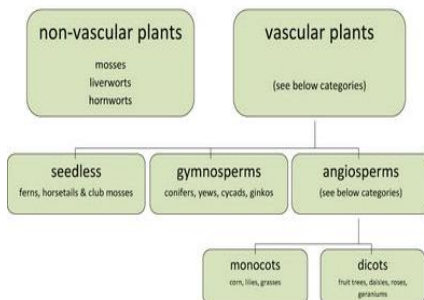 non-vascular plants
mosses
liverworts
hornworts
vascular plants
(see below categories)
seedless
ferns, horsetails & club mosses
gymnosperms
conifers, yews, cycads, ginkos
angiosperms
(see below categories)
monocots
corn, lilies, grasses
dicots
fruit trees, daisies, roses,
geraniums